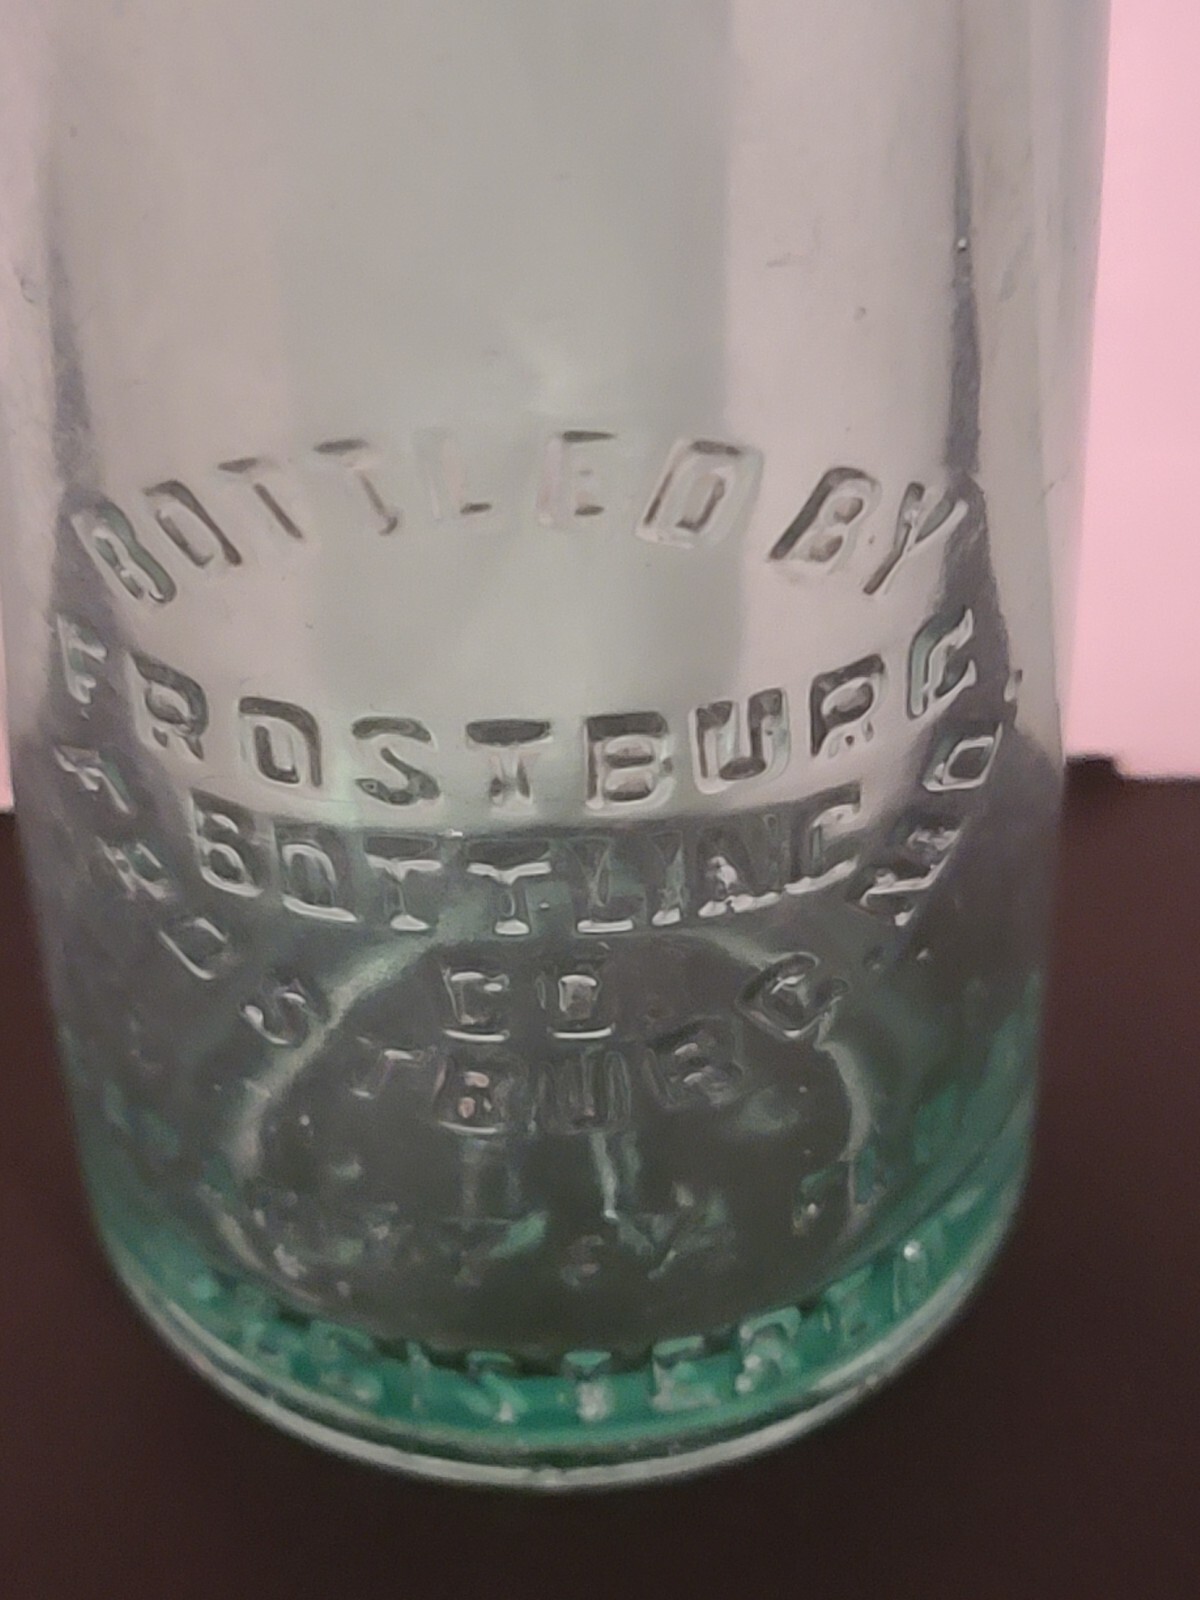 BOTTLED BY
FROSTBURG
BOTTLING
CO
FROSTBURG, MD
REGISTERED